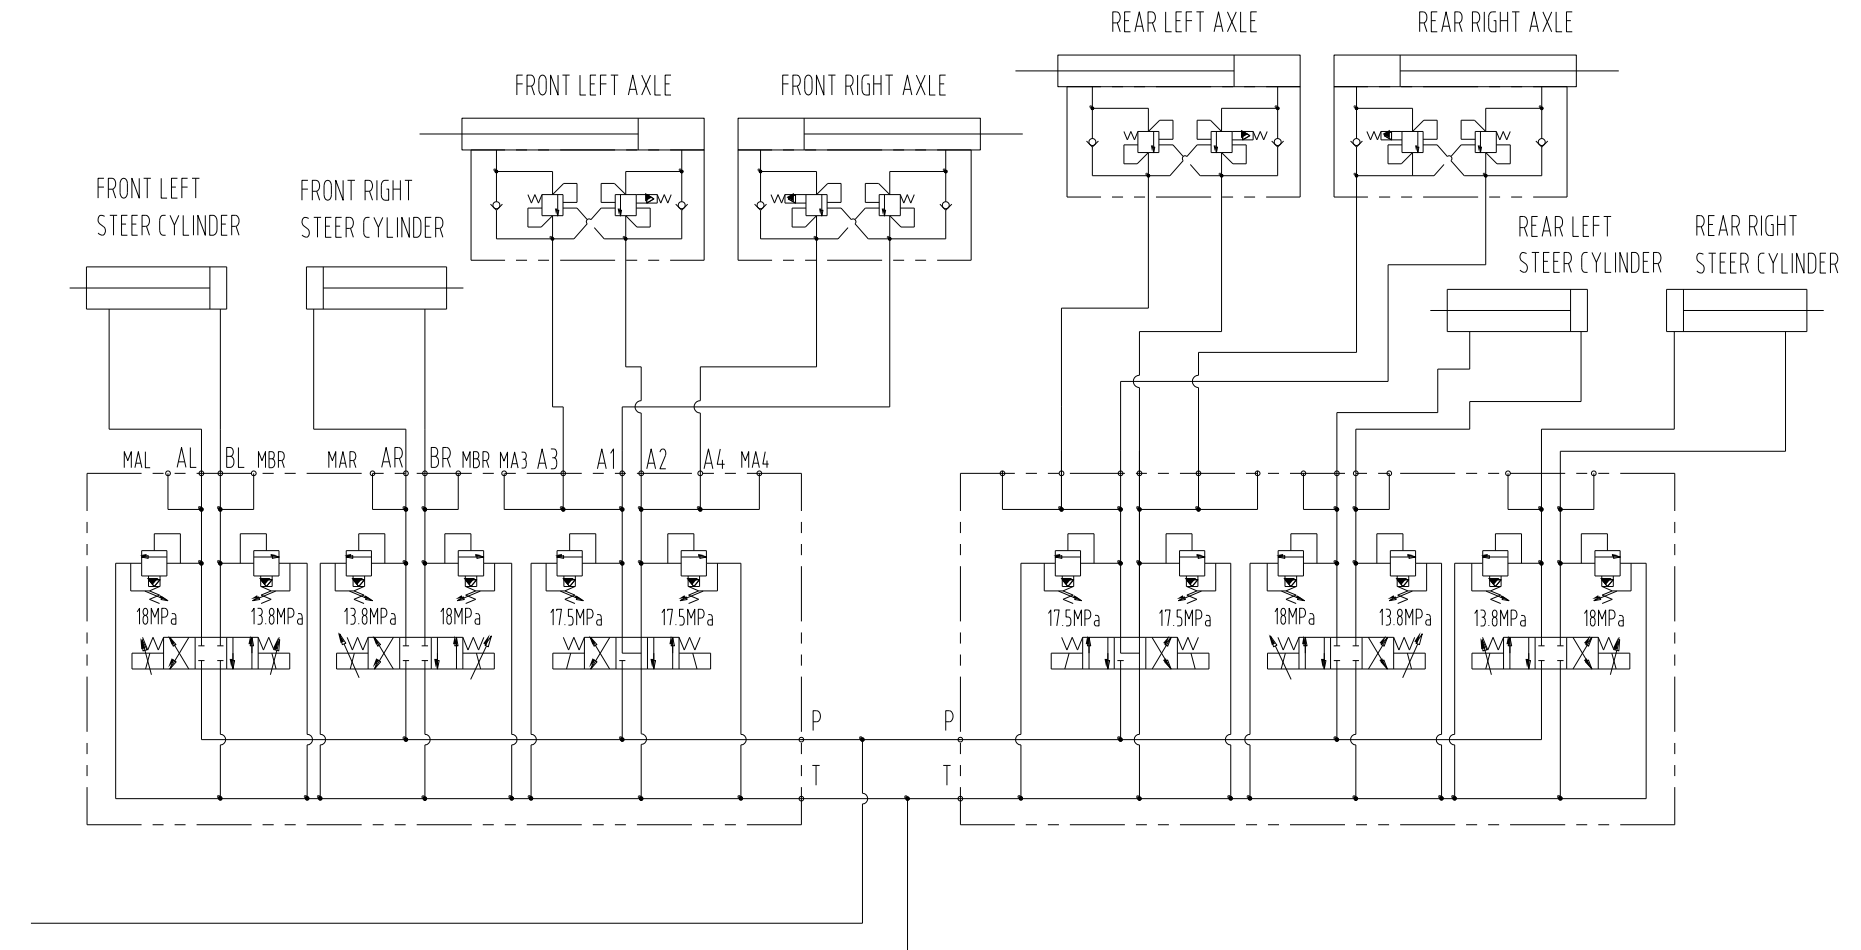 REAR LEFT AXLE
REAR RIGHT AXLE
FRONT LEFT AXLE
FRONT RIGHT AXLE
FRONT LEFT
STEER CYLINDER
FRONT RIGHT
STEER CYLINDER
REAR LEFT
STEER CYLINDER
REAR RIGHT
STEER CYLINDER
MAL AL BL MBR MAR AR BR MBR MA3 A3 A1 A2 A4 MA4
18MPa 13.8MPa 13.8MPa 18MPa 17.5MPa 17.5MPa 17.5MPa 17.5MPa 18MPa 13.8MPa 13.8MPa 18MPa
P P
T T